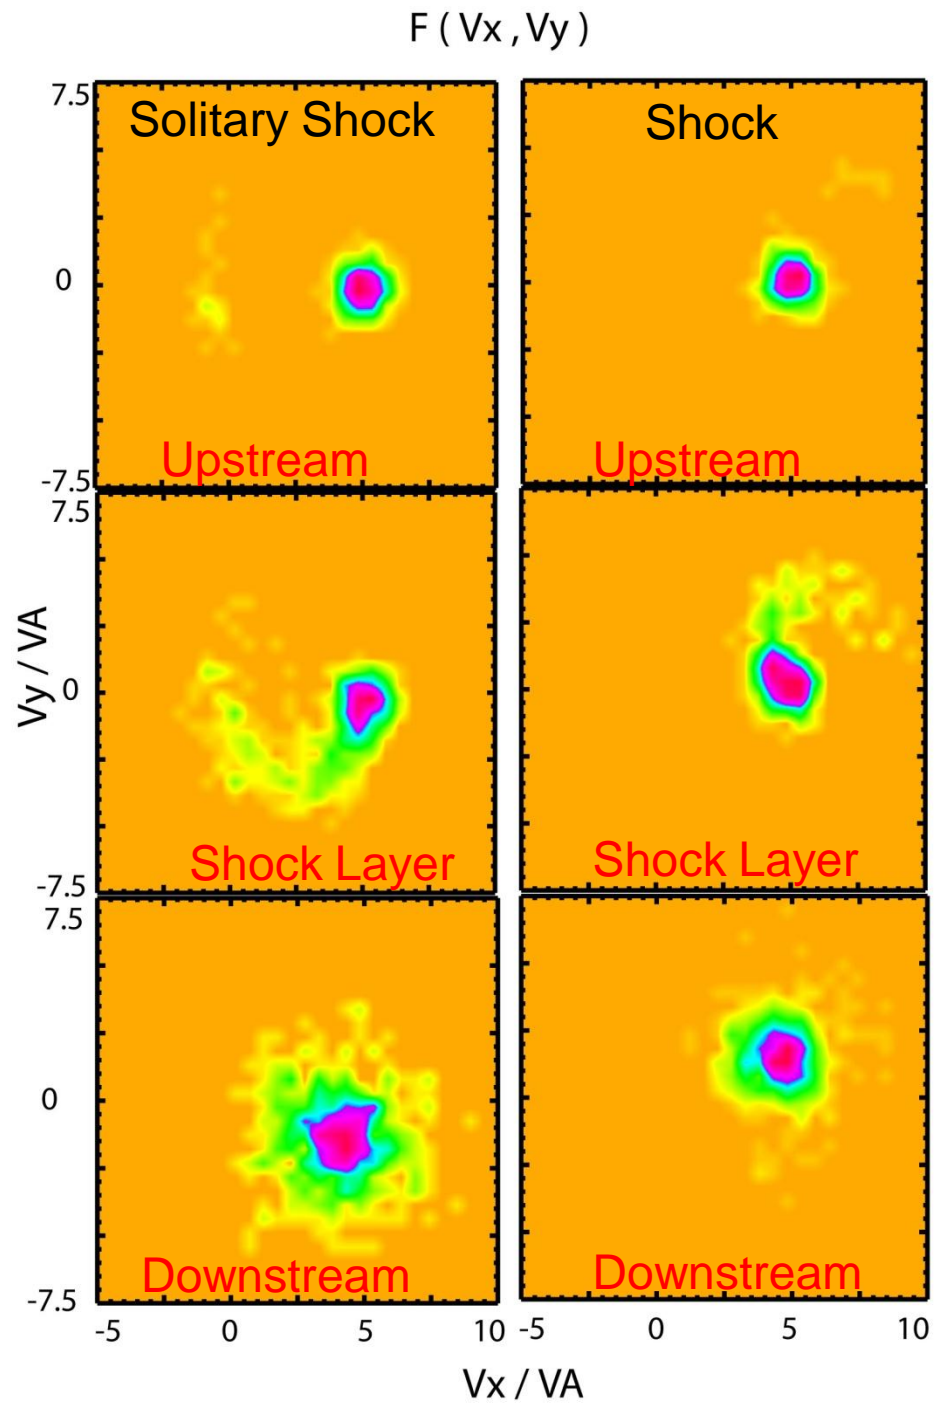 F ( Vx , Vy )
7.5
Solitary Shock
Shock
0
Upstream
Upstream
-7.5
7.5
Vy / VA
0
Shock Layer
Shock Layer
-7.5
7.5
0
Downstream
Downstream
-7.5
-5 0 5 10 -5 0 5 10
Vx / VA